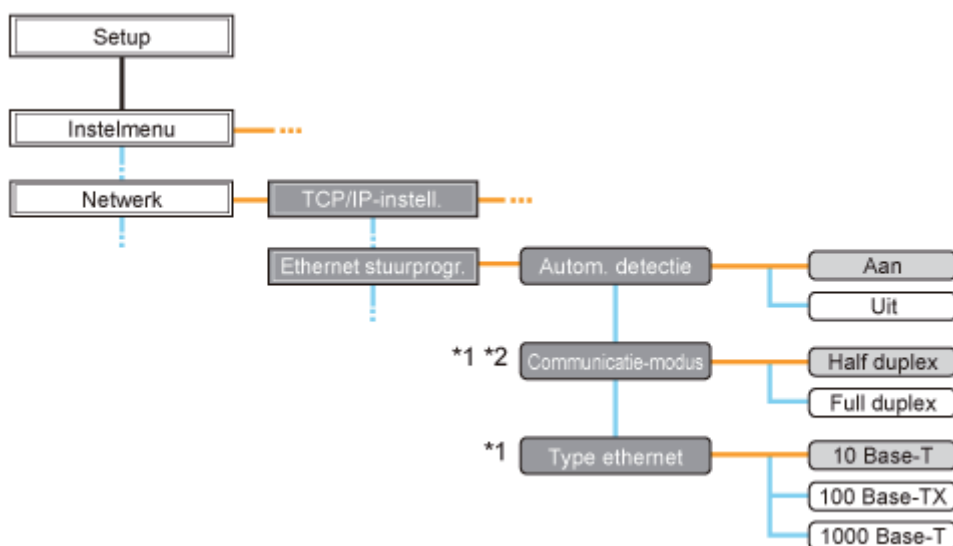 Setup
Instelmenu
Netwerk
TCP/IP-instell.
Ethernet stuurprogr.
Autom. detectie
Aan
Uit
*1 *2
Communicatie-modus
Half duplex
Full duplex
*1
Type ethernet
10 Base-T
100 Base-TX
1000 Base-T